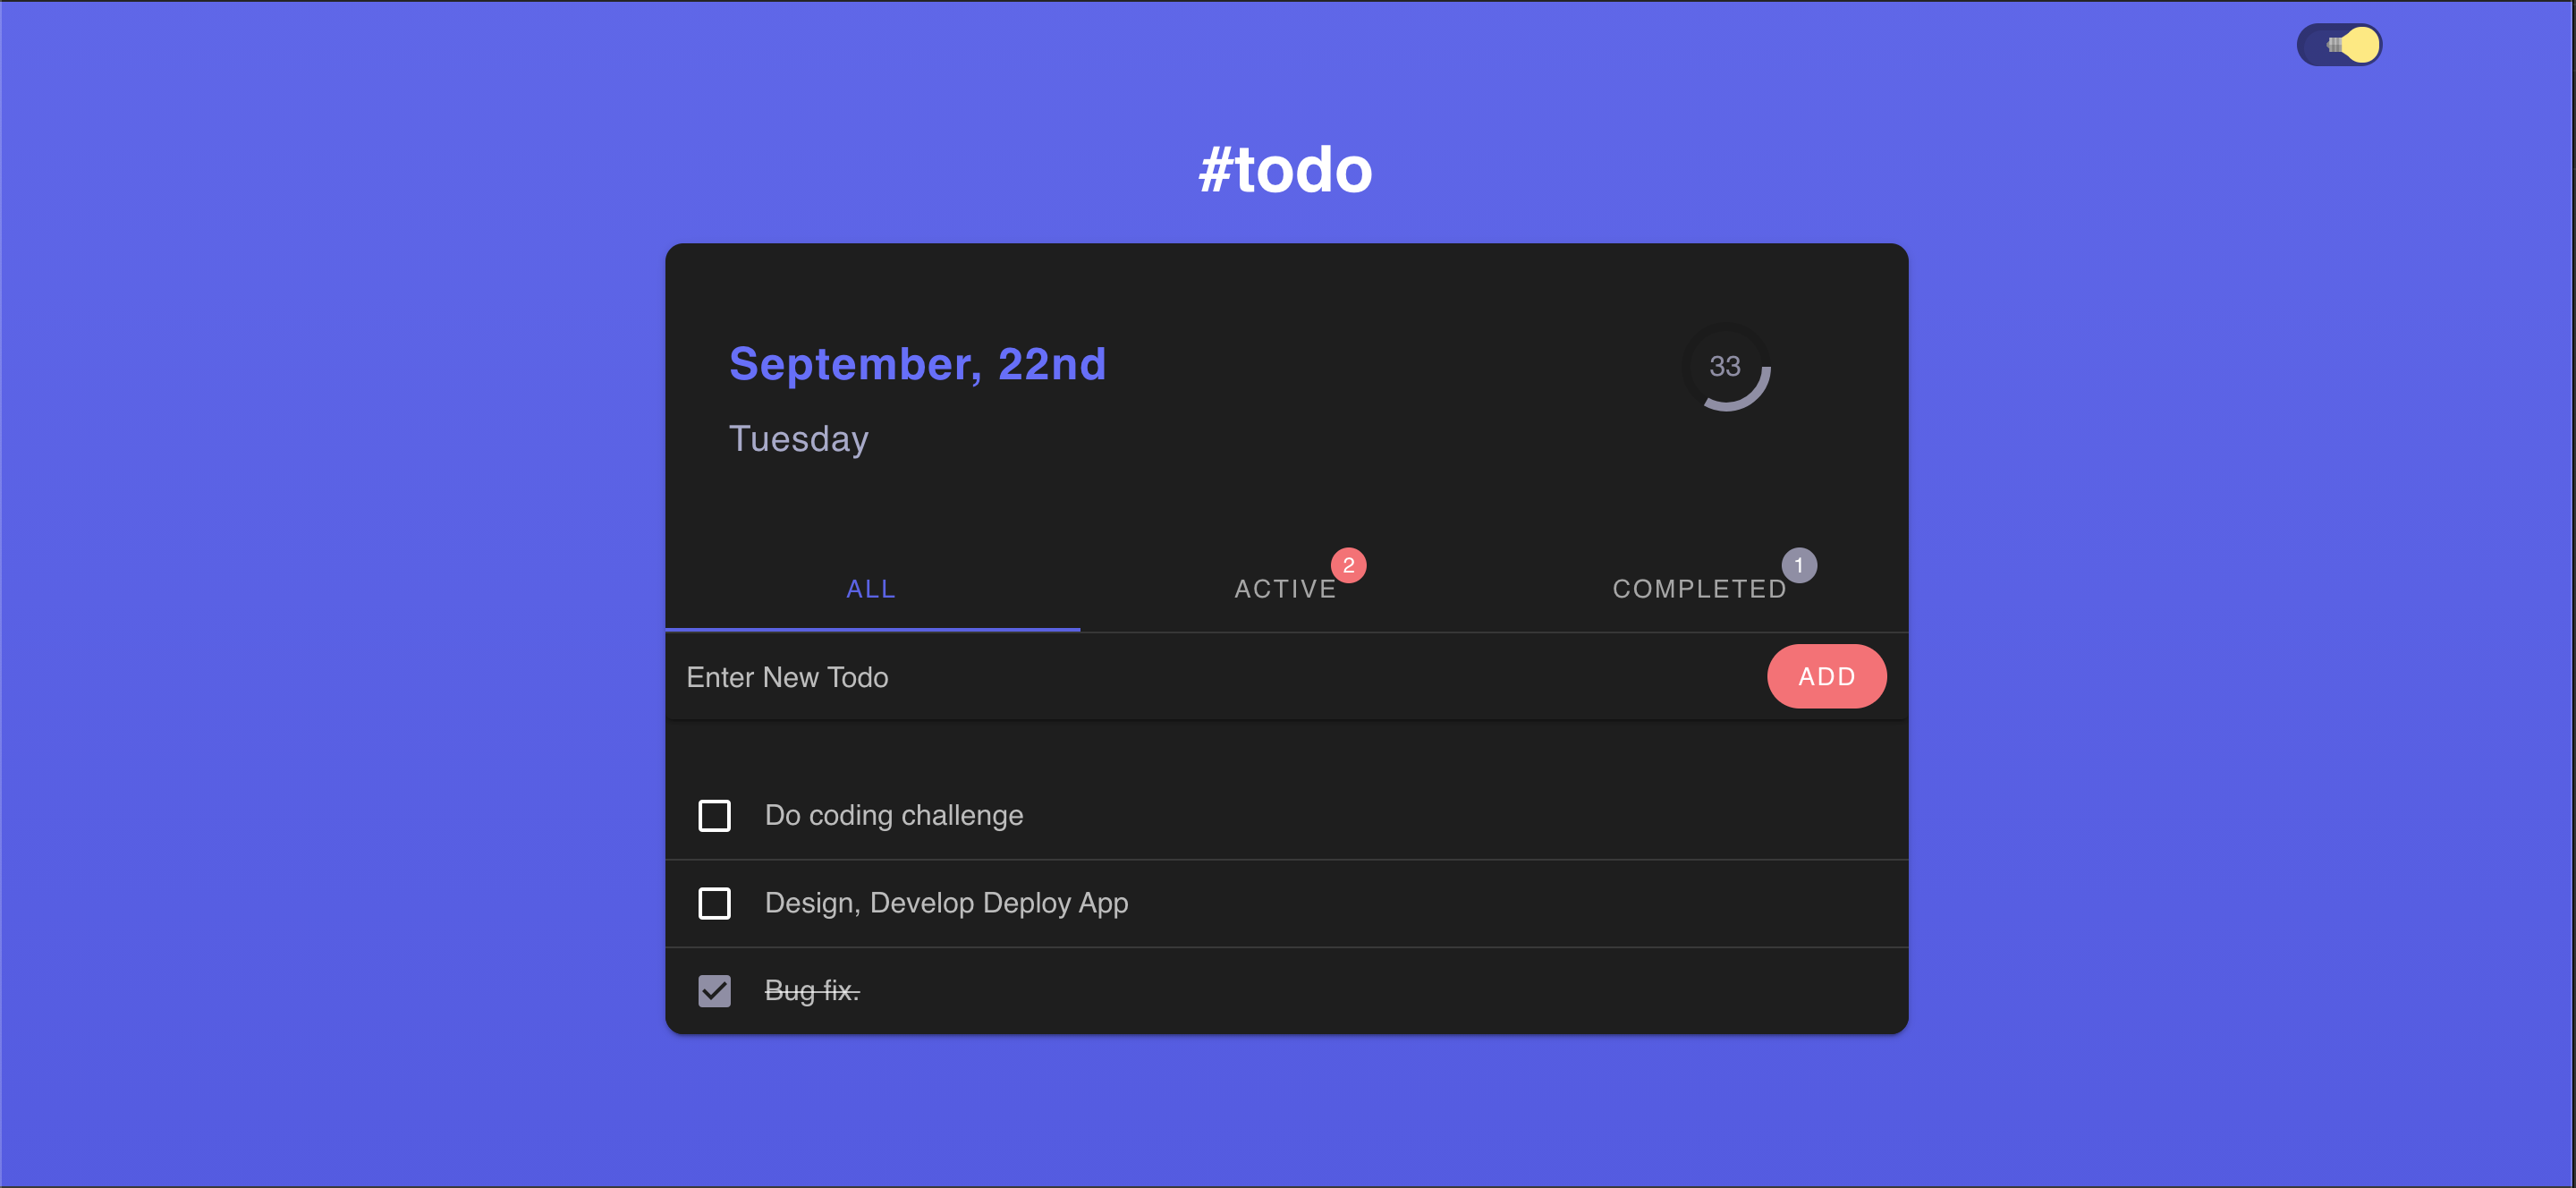 #todo
September, 22nd
33
Tuesday
ALL
ACTIVE 2
COMPLETED 1
Enter New Todo
ADD
Do coding challenge
Design, Develop Deploy App
Bug fix.